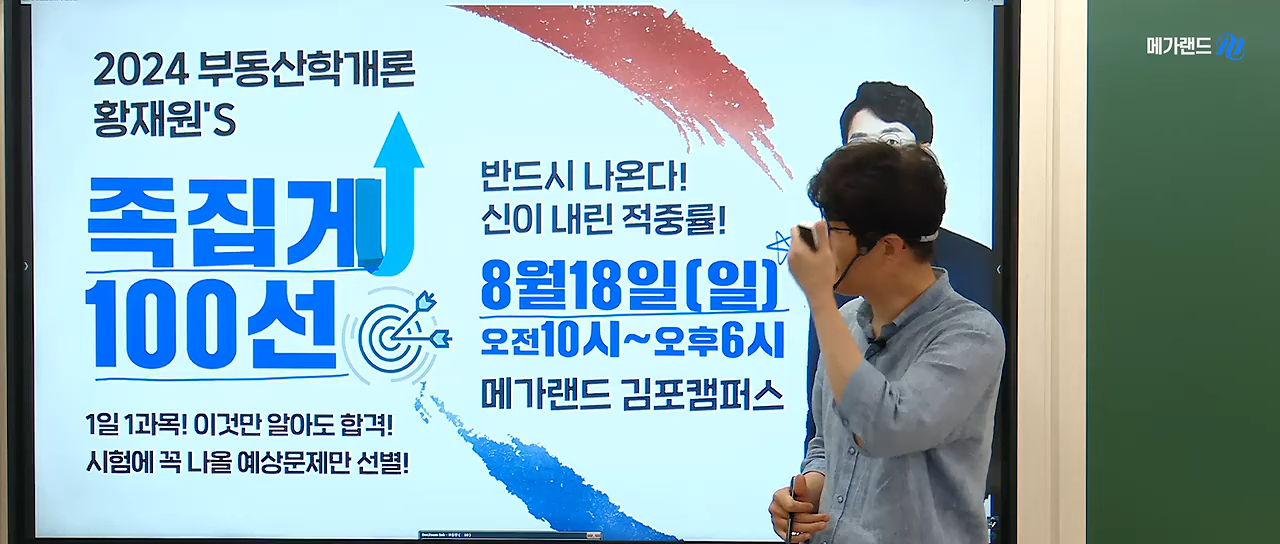 2024 부동산학개론
황재원'S
족집게
100선
1일 1과목! 이것만 알아도 합격!
시험에 꼭 나올 예상문제만 선별!
반드시 나온다!
신이 내린 적중률!
8월18일(일)
오전10시~오후6시
메가랜드 김포캠퍼스
메가랜드